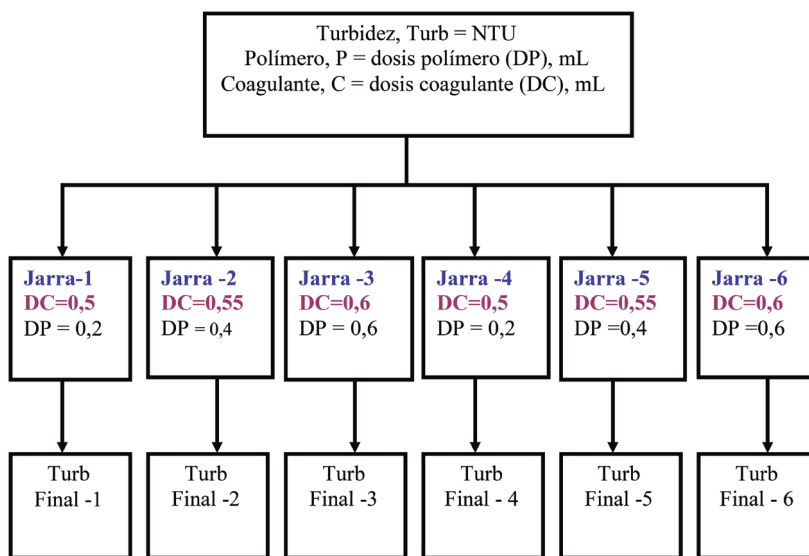 Turbidez, Turb = NTU
Polímero, P = dosis polímero (DP), mL
Coagulante, C = dosis coagulante (DC), mL
Jarra-1
DC=0,5
DP = 0,2
Jarra -2
DC=0,55
DP = 0,4
Jarra -3
DC=0,6
DP = 0,6
Jarra -4
DC=0,5
DP = 0,2
Jarra -5
DC=0,55
DP =0,4
Jarra -6
DC=0,6
DP =0,6
Turb
Final -1
Turb
Final -2
Turb
Final -3
Turb
Final - 4
Turb
Final -5
Turb
Final - 6